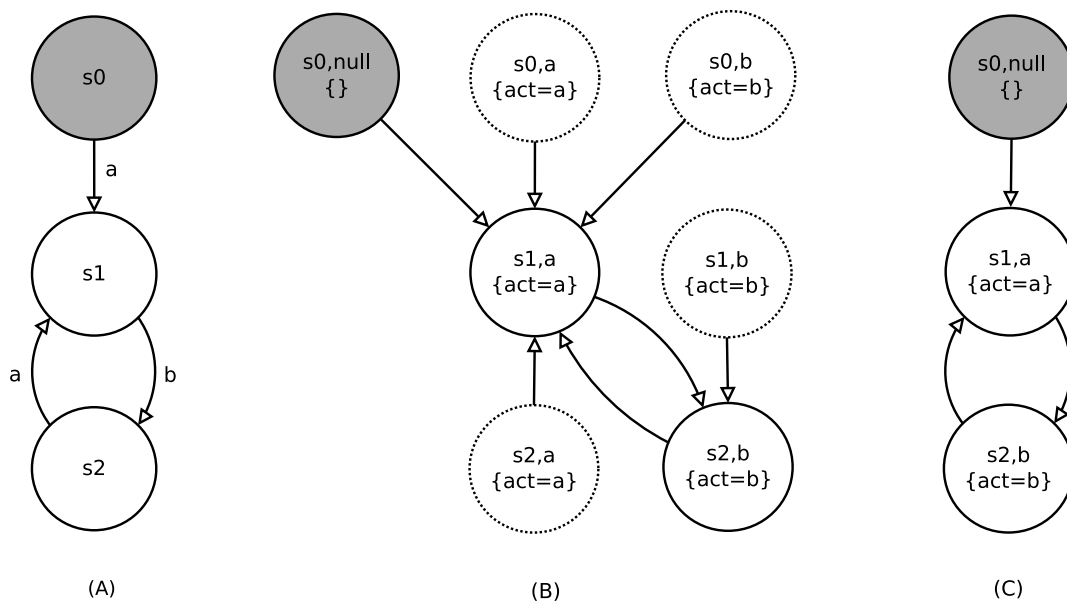 s0
a
s1
a
b
s2
(A)
s0,null
{}
s0,a
{act=a}
s0,b
{act=b}
s1,a
{act=a}
s1,b
{act=b}
s2,a
{act=a}
s2,b
{act=b}
(B)
s0,null
{}
s1,a
{act=a}
s2,b
{act=b}
(C)